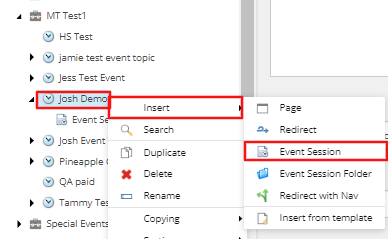 MT Test1
HS Test
jamie test event topic
Jess Test Event
Josh Demo
Event Se
Josh Event
Pineapple
QA paid
Tammy Test
Special Events
Insert
Search
Duplicate
Delete
Rename
Copying
Page
Redirect
Event Session
Event Session Folder
Redirect with Nav
Insert from template